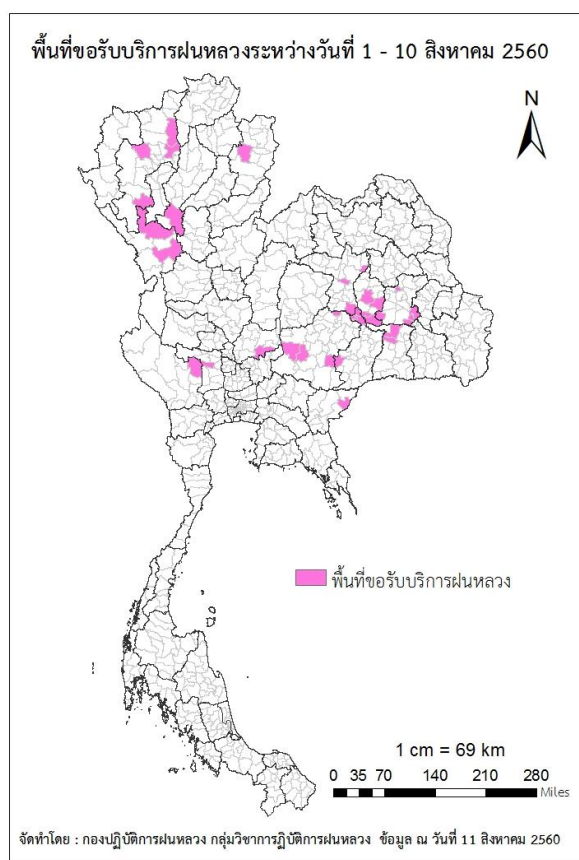 พื้นที่ขอรับบริการฝนหลวงระหว่างวันที่ 1 - 10 สิงหาคม 2560
N
พื้นที่ขอรับบริการฝนหลวง
1 cm = 69 km
0 35 70 140 210 280
Miles
จัดทำโดย : กองปฏิบัติการฝนหลวง กลุ่มวิชาการฏิบัติการฝนหลวง ข้อมูล ณ วันที่ 11 สิงหาคม 2560